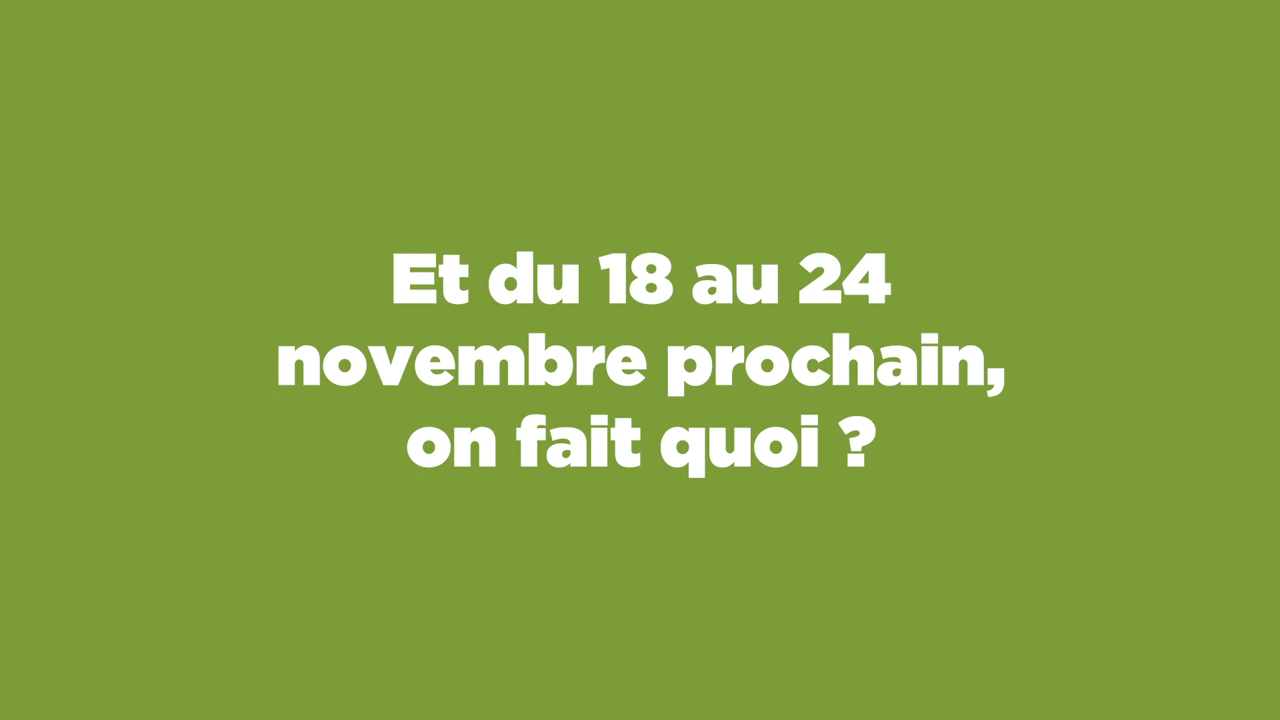 Et du 18 au 24
novembre prochain,
on fait quoi ?